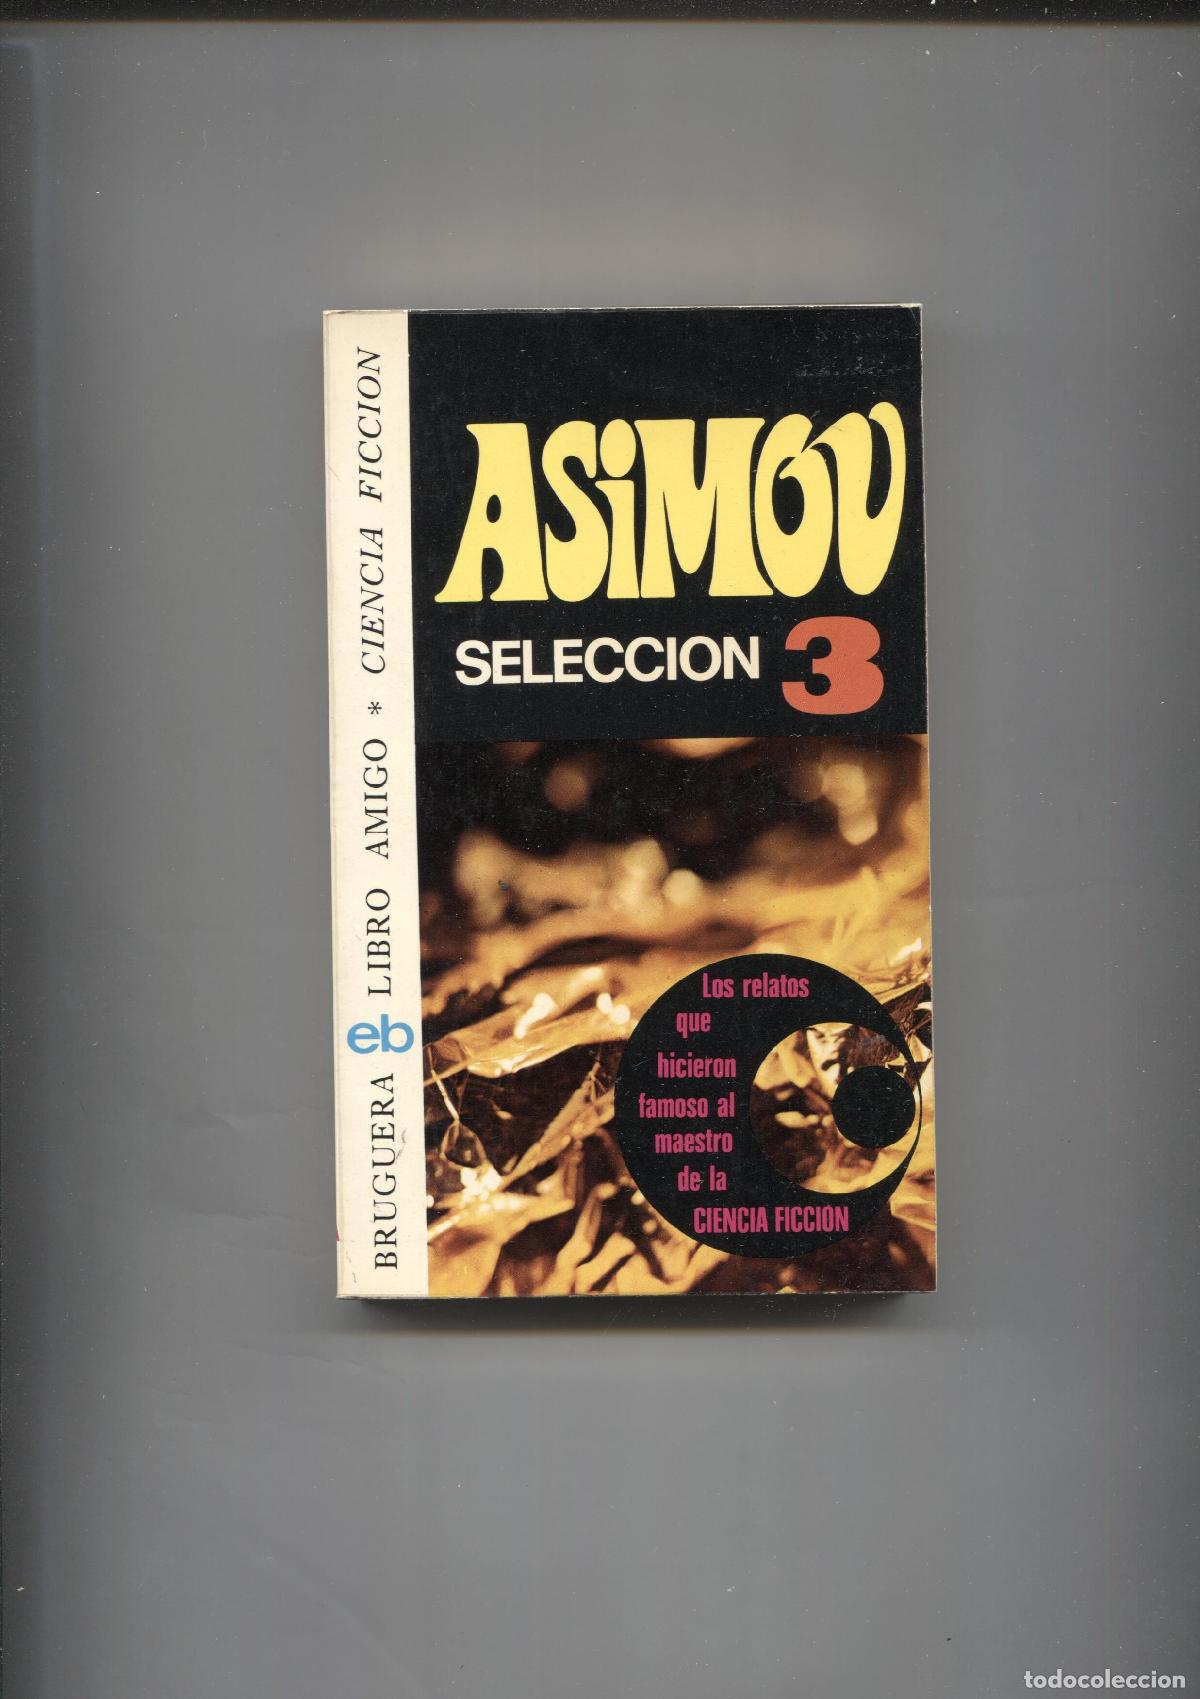 BRUGUERA eb LIBRO AMIGO * CIENCIA FICCION
ASiMOV
SELECCION 3
Los relatos
que
hicieron
famoso al
maestro
de la
CIENCIA FICCION
todocoleccion